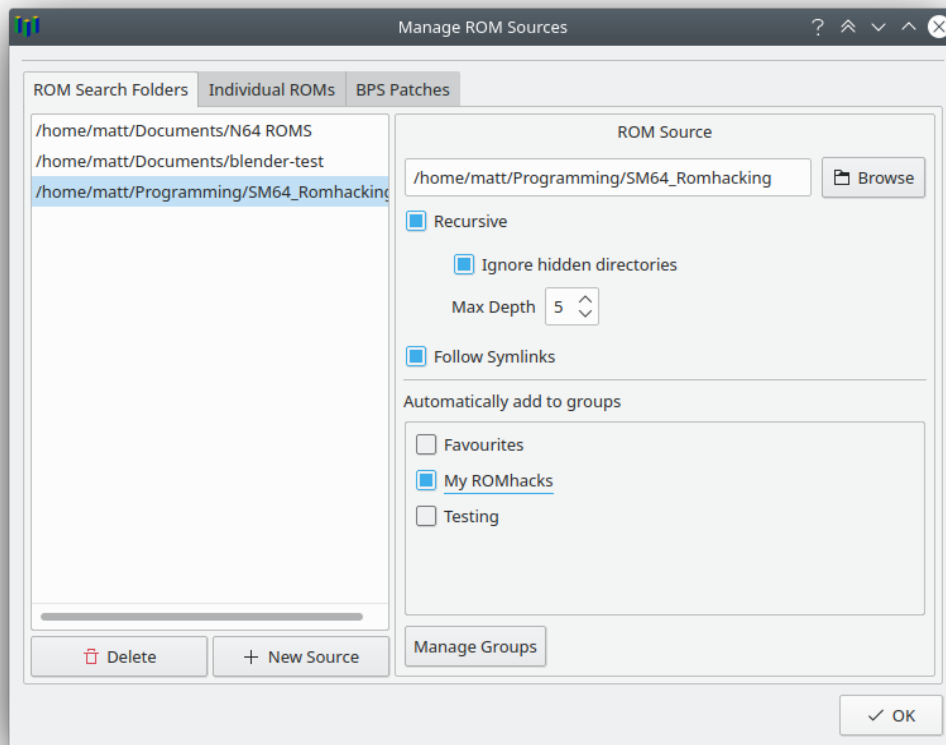 Manage ROM Sources
ROM Search Folders
Individual ROMs
BPS Patches
/home/matt/Documents/N64 ROMS
/home/matt/Documents/blender-test
/home/matt/Programming/SM64_Romhacking
ROM Source
/home/matt/Programming/SM64_Romhacking
Browse
Recursive
Ignore hidden directories
Max Depth 5
Follow Symlinks
Automatically add to groups
Favourites
My ROMhacks
Testing
Delete
+ New Source
Manage Groups
OK